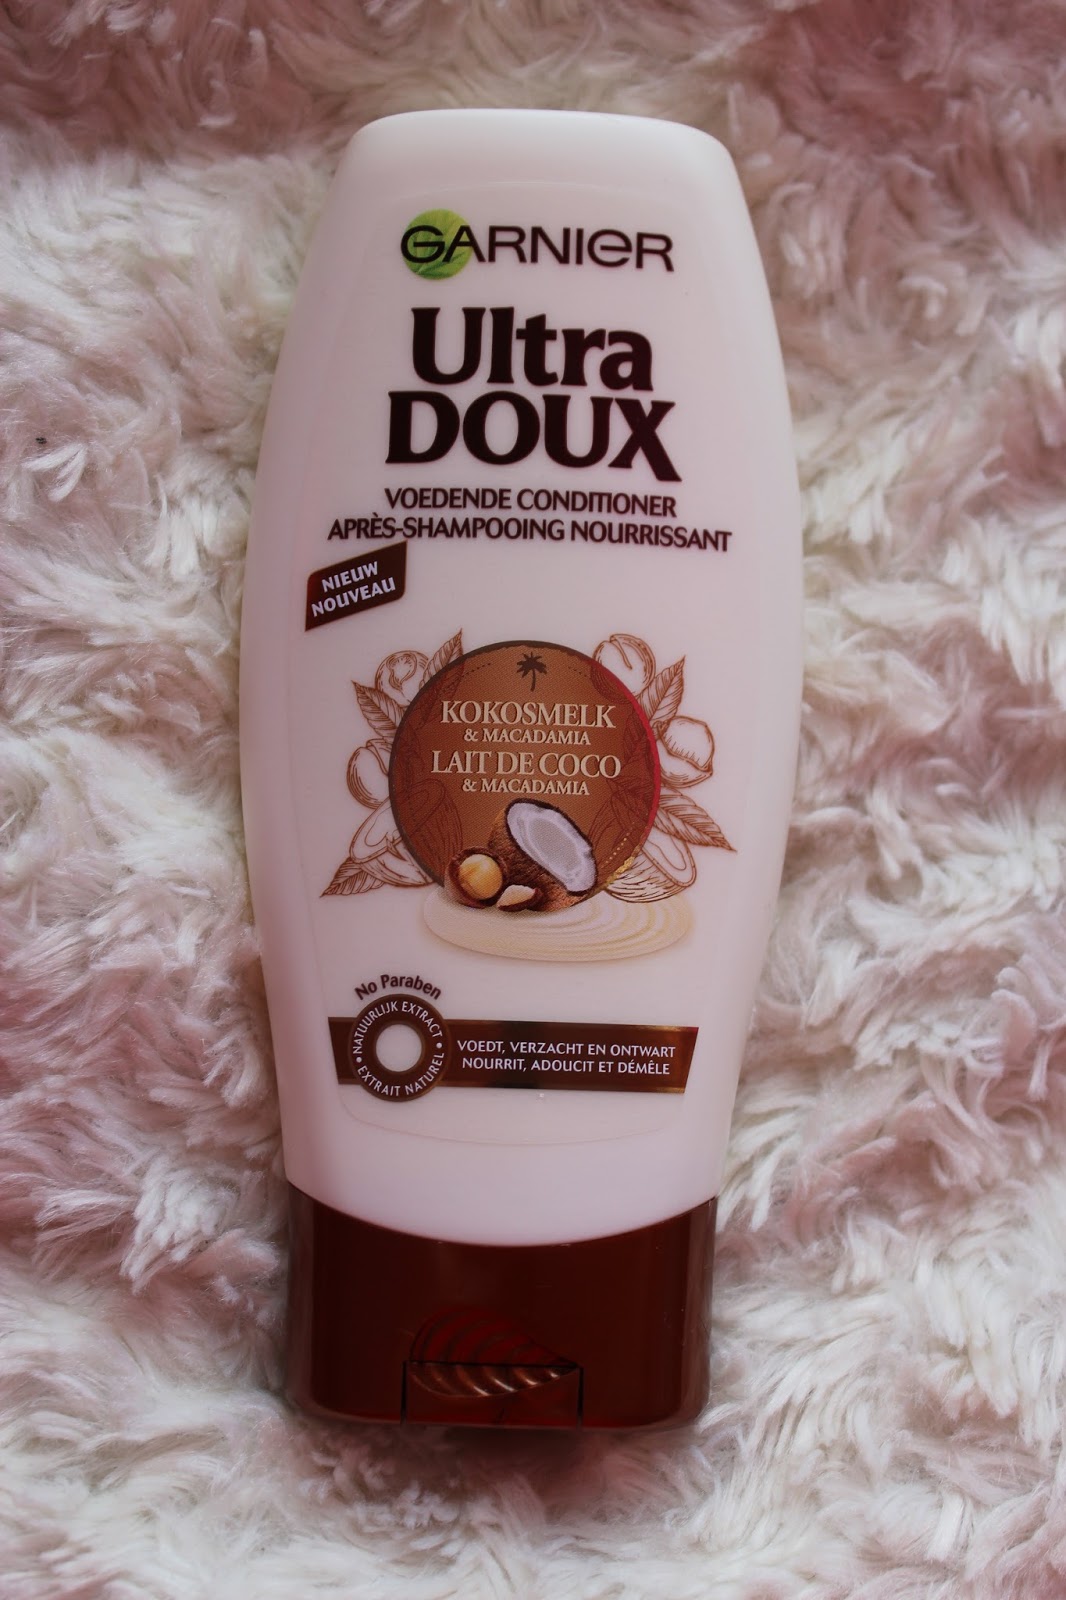 GARNIER
Ultra
DOUX
VOEDENDE CONDITIONER
APRÈS-SHAMPOOING NOURRISSANT
NIEUW
NOUVEAU
KOKOSMELK
& MACADAMIA
LAIT DE COCO
& MACADAMIA
No Paraben
NATUURLIJK EXTRACT •
EXTRAIT NATUREL •
VOEDT, VERZACHT EN ONTWART
NOURRIT, ADOUCIT ET DÉMÊLE